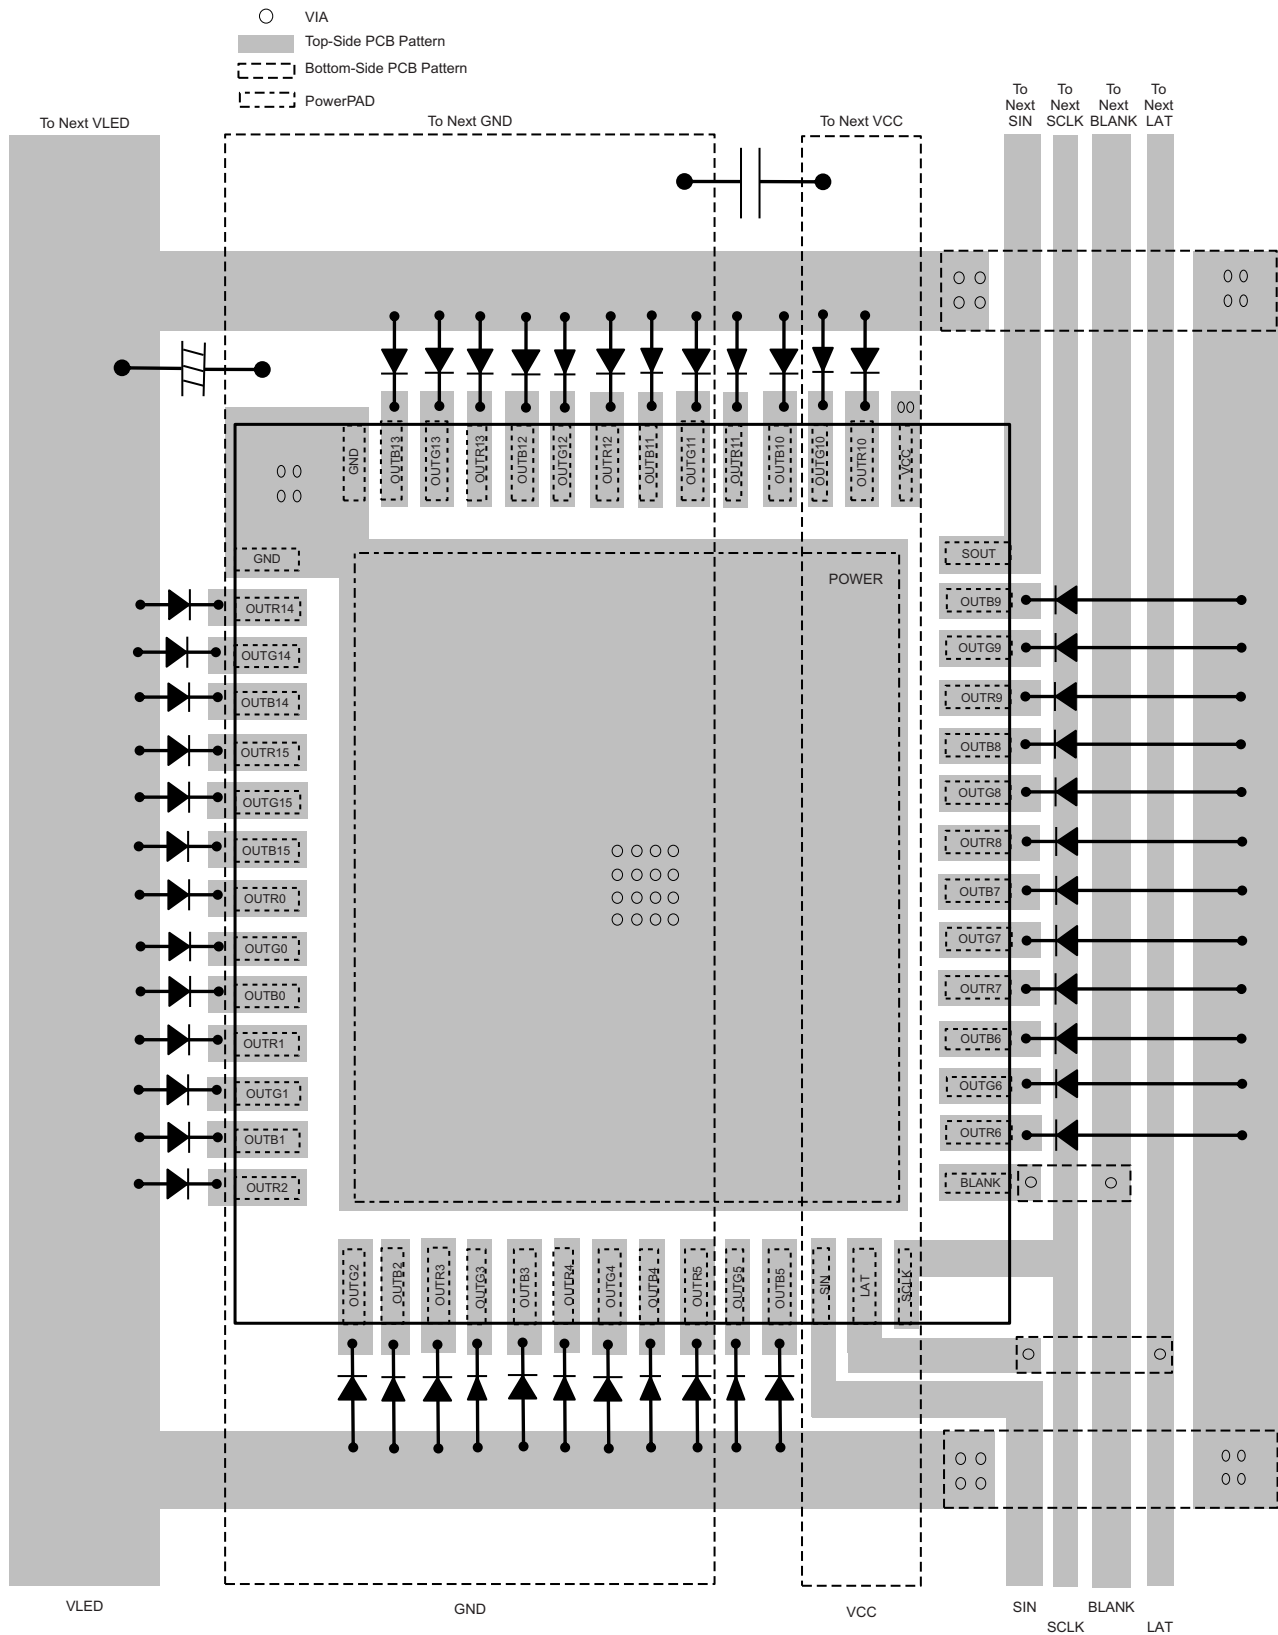 VIA
Top-Side PCB Pattern
Bottom-Side PCB Pattern
PowerPAD
To Next VLED
To Next GND
To Next VCC
To
Next
SIN
To
Next
SCLK
To
Next
BLANK
To
Next
LAT
GND
OUTB13
OUTG13
OUTR13
OUTB12
OUTG12
OUTR12
OUTB11
OUTG11
OUTR11
OUTB10
OUTG10
OUTR10
VCC
GND
OUTR14
OUTG14
OUTB14
OUTR15
OUTG15
OUTB15
OUTR0
OUTG0
OUTB0
OUTR1
OUTG1
OUTB1
OUTR2
POWER
SOUT
OUTB9
OUTG9
OUTR9
OUTB8
OUTG8
OUTR8
OUTB7
OUTG7
OUTR7
OUTB6
OUTG6
OUTR6
BLANK
OUTG2
OUTB2
OUTR3
OUTG3
OUTB3
OUTR4
OUTG4
OUTB4
OUTR5
OUTG5
OUTB5
SIN
LAT
SCLK
VLED
GND
VCC
SIN
SCLK
BLANK
LAT